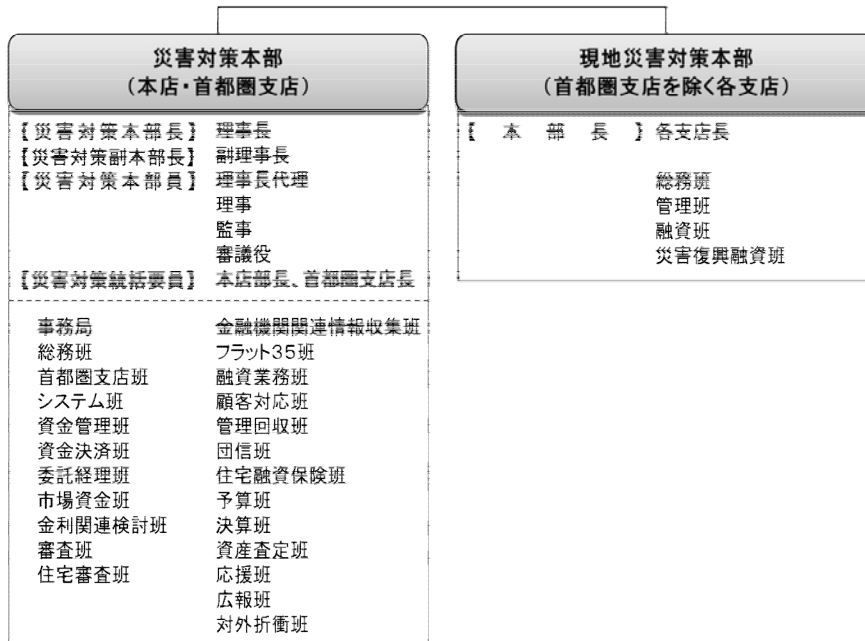 災害対策本部
（本店・首都圏支店）
【災害対策本部長】 理事長
【災害対策副本部長】 副理事長
【災害対策本部員】 理事長代理
理事
監事
審議役
【災害対策統括要員】 本店部長、首都圏支店長
事務局 金融機関関連情報収集班
総務班 フラット35班
首都圏支店班 融資業務班
システム班 顧客対応班
資金管理班 管理回収班
資金決済班 団信班
委託経理班 住宅融資保険班
市場資金班 予算班
金利関連検討班 決算班
審査班 資産査定班
住宅審査班 応援班
広報班
対外折衝班
現地災害対策本部
（首都圏支店を除く各支店）
【本部長】 各支店長
総務班
管理班
融資班
災害復興融資班